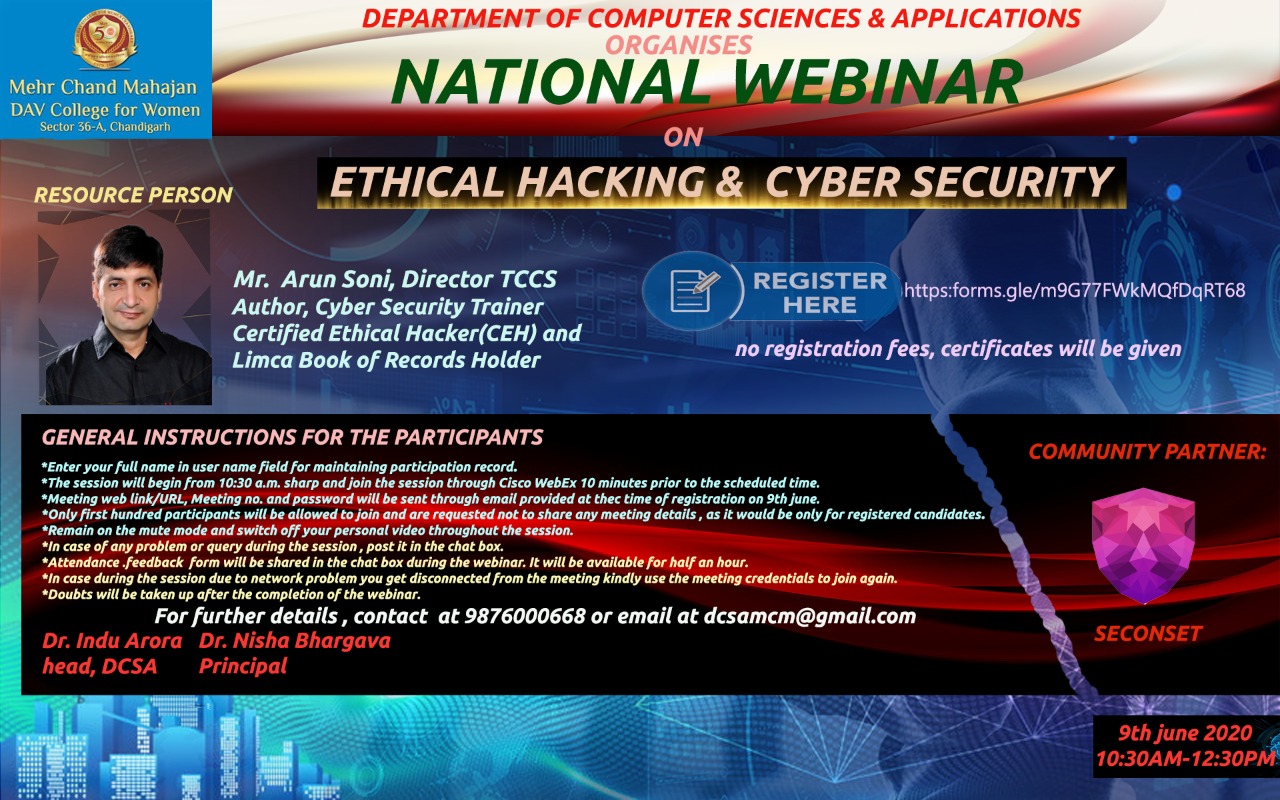 Mehr Chand Mahajan
DAV College for Women
Sector 36-A, Chandigarh
DEPARTMENT OF COMPUTER SCIENCES & APPLICATIONS
ORGANISES
NATIONAL WEBINAR
ON
ETHICAL HACKING & CYBER SECURITY
RESOURCE PERSON
Mr. Arun Soni, Director TCCS
Author, Cyber Security Trainer
Certified Ethical Hacker(CEH) and
Limca Book of Records Holder
REGISTER
HERE
https:forms.gle/m9G77FWkMQfDqRT68
no registration fees, certificates will be given
GENERAL INSTRUCTIONS FOR THE PARTICIPANTS
*Enter your full name in user name field for maintaining participation record.
*The session will begin from 10:30 a.m. sharp and join the session through Cisco WebEx 10 minutes prior to the scheduled time.
*Meeting web link/URL, Meeting no. and password will be sent through email provided at thec time of registration on 9th june.
*Only first hundred participants will be allowed to join and are requested not to share any meeting details , as it would be only for registered candidates.
*Remain on the mute mode and switch off your personal video throughout the session.
*In case of any problem or query during the session , post it in the chat box.
*Attendance .feedback form will be shared in the chat box during the webinar. It will be available for half an hour.
*In case during the session due to network problem you get disconnected from the meeting kindly use the meeting credentials to join again.
*Doubts will be taken up after the completion of the webinar.
For further details , contact at 9876000668 or email at dcsamcm@gmail.com
Dr. Indu Arora Dr. Nisha Bhargava
head, DCSA Principal
COMMUNITY PARTNER:
SECONSET
9th june 2020
10:30AM-12:30PM